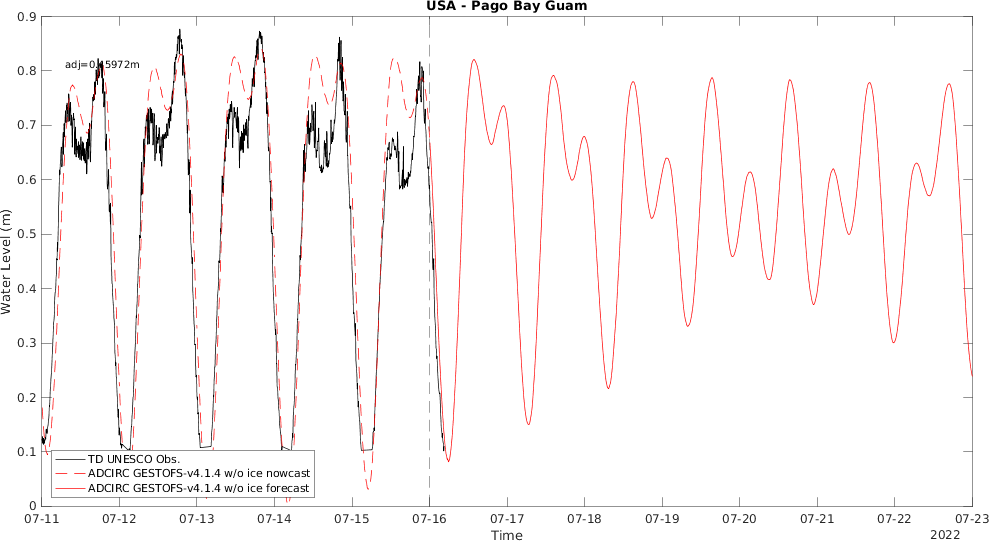 USA - Pago Bay Guam
0.9
0.8
0.7
0.6
0.5
0.4
0.3
0.2
0.1
0
Water Level (m)
TD UNESCO Obs.
ADCIRC GESTOFS-v4.1.4 w/o ice nowcast
ADCIRC GESTOFS-v4.1.4 w/o ice forecast
07-11 07-12 07-13 07-14 07-15 07-16 07-17 07-18 07-19 07-20 07-21 07-22 07-23
Time
2022